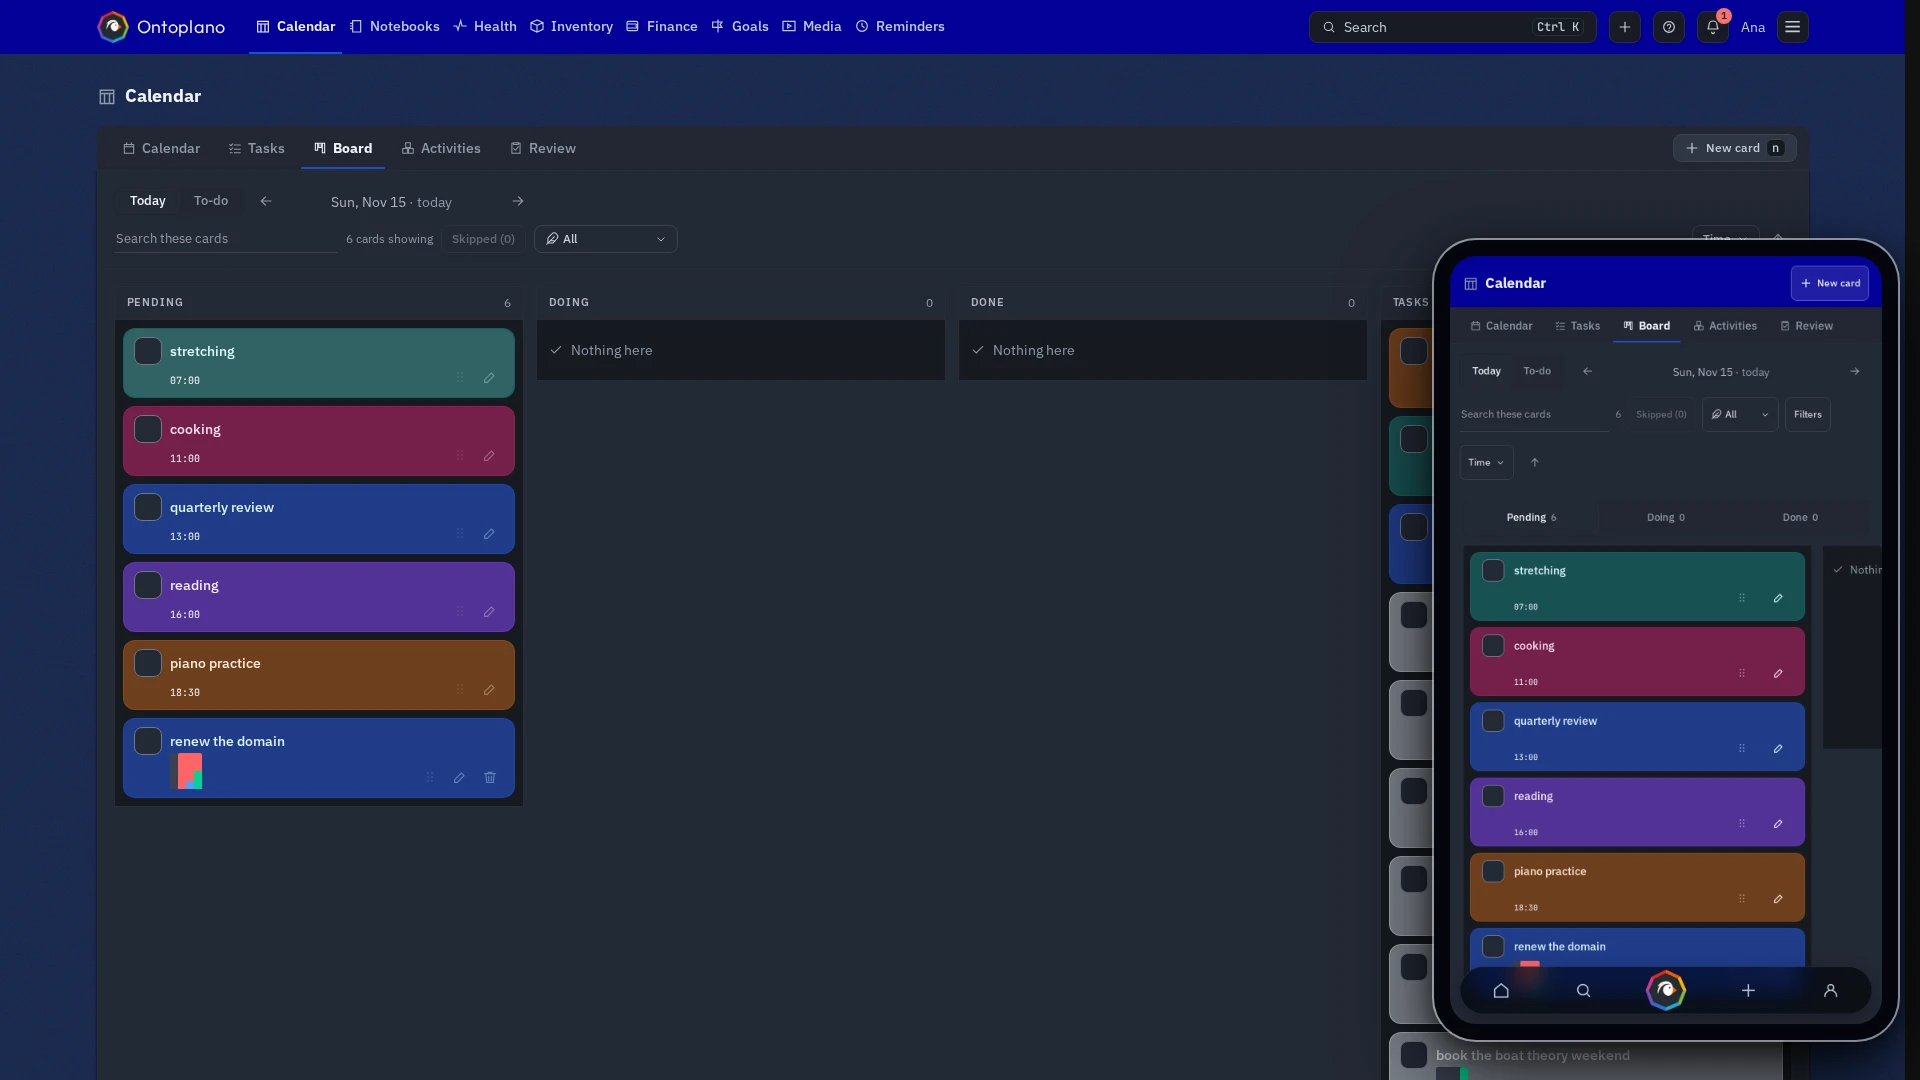 Ontoplano
Calendar
Notebooks
Health
Inventory
Finance
Goals
Media
Reminders
Search
Ctrl K
1
Ana
Calendar
Calendar
Tasks
Board
Activities
Review
New card n
Today
To-do
Sun, Nov 15 · today
Search these cards
6 cards showing
Skipped (0)
All
Time
PENDING 6
DOING 0
DONE 0
TASKS
stretching
07:00
cooking
11:00
quarterly review
13:00
reading
16:00
piano practice
18:30
renew the domain
Nothing here
Nothing here
book the boat theory weekend
Calendar
New card
Calendar
Tasks
Board
Activities
Review
Today
To-do
Sun, Nov 15 · today
Search these cards
6
Skipped (0)
All
Filters
Time
Pending 6
Doing 0
Done 0
stretching
07:00
cooking
11:00
quarterly review
13:00
reading
16:00
piano practice
18:30
renew the domain
Nothin